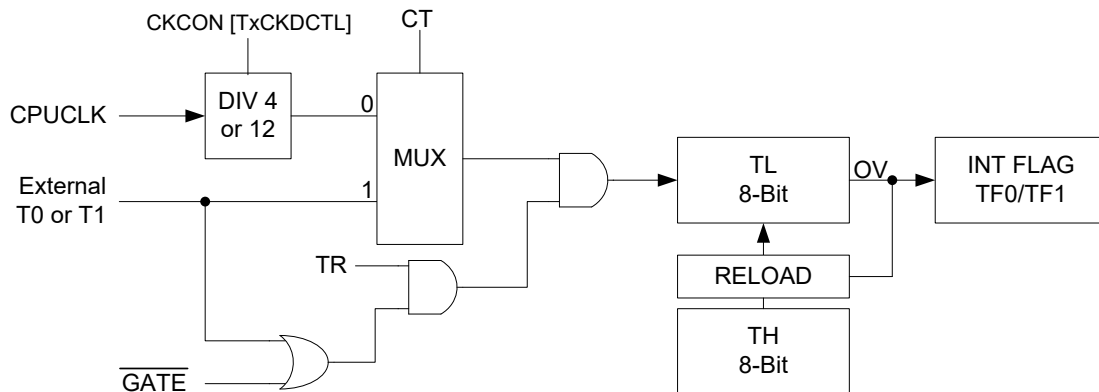 CKCON [TxCKDCTL]
CT
CPUCLK
DIV 4
or 12
0
MUX
External
T0 or T1
1
TL
8-Bit
OV
INT FLAG
TF0/TF1
TR
RELOAD
TH
8-Bit
GATE